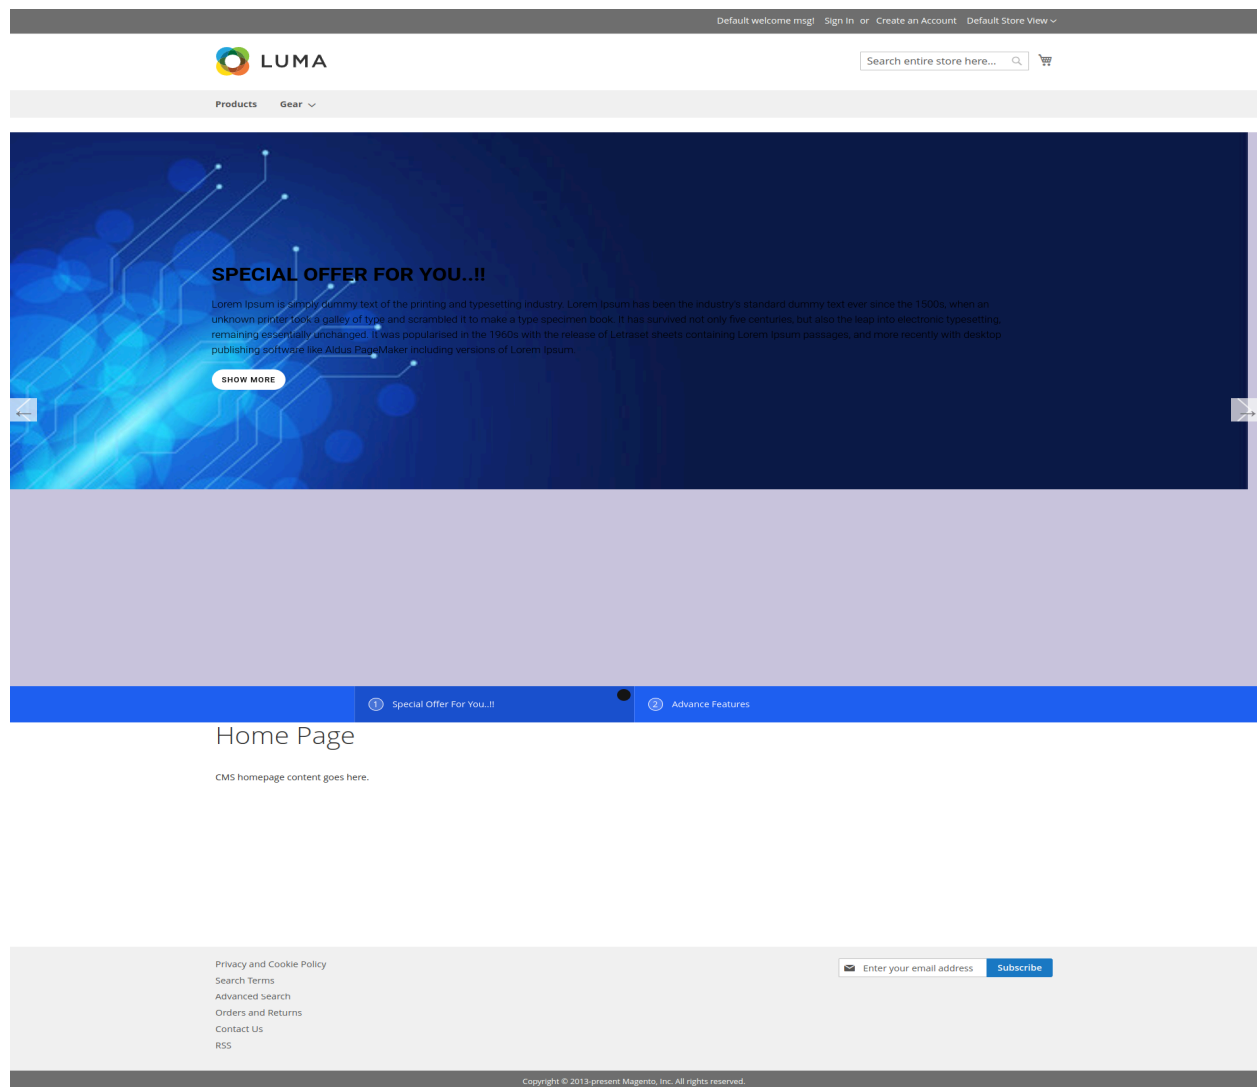 Default welcome msg! Sign In or Create an Account Default Store View
LUMA
Search entire store here...
Products Gear
SPECIAL OFFER FOR YOU..!!
Lorem Ipsum is simply dummy text of the printing and typesetting industry. Lorem Ipsum has been the industry's standard dummy text ever since the 1500s, when an
unknown printer took a galley of type and scrambled it to make a type specimen book. It has survived not only five centuries, but also the leap into electronic typesetting,
remaining essentially unchanged. It was popularised in the 1960s with the release of Letraset sheets containing Lorem Ipsum passages, and more recently with desktop
publishing software like Aldus PageMaker including versions of Lorem Ipsum.
SHOW MORE
1 Special Offer For You..!! 2 Advance Features
Home Page
CMS homepage content goes here.
Privacy and Cookie Policy
Search Terms
Advanced Search
Orders and Returns
Contact Us
RSS
Enter your email address Subscribe
Copyright © 2013-present Magento, Inc. All rights reserved.